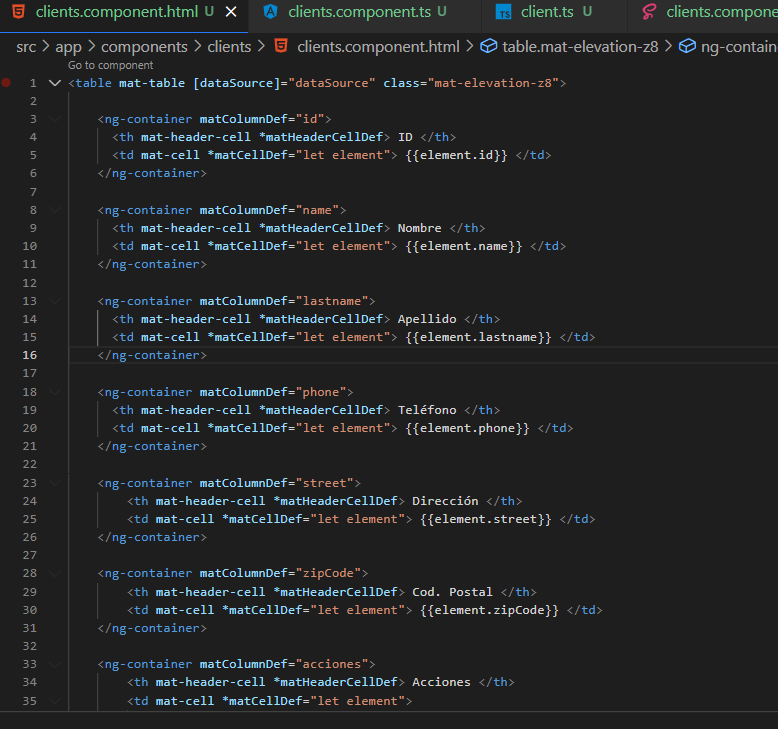 clients.component.html U clients.component.ts U client.ts U clients.compone
src > app > components > clients > clients.component.html > table.mat-elevation-z8 > ng-contain
Go to component
1 <table mat-table [dataSource]="dataSource" class="mat-elevation-z8">
2
3 <ng-container matColumnDef="id">
4 <th mat-header-cell *matHeaderCellDef> ID </th>
5 <td mat-cell *matCellDef="let element"> {{element.id}} </td>
6 </ng-container>
7
8 <ng-container matColumnDef="name">
9 <th mat-header-cell *matHeaderCellDef> Nombre </th>
10 <td mat-cell *matCellDef="let element"> {{element.name}} </td>
11 </ng-container>
12
13 <ng-container matColumnDef="lastname">
14 <th mat-header-cell *matHeaderCellDef> Apellido </th>
15 <td mat-cell *matCellDef="let element"> {{element.lastname}} </td>
16 </ng-container>
17
18 <ng-container matColumnDef="phone">
19 <th mat-header-cell *matHeaderCellDef> Teléfono </th>
20 <td mat-cell *matCellDef="let element"> {{element.phone}} </td>
21 </ng-container>
22
23 <ng-container matColumnDef="street">
24 <th mat-header-cell *matHeaderCellDef> Dirección </th>
25 <td mat-cell *matCellDef="let element"> {{element.street}} </td>
26 </ng-container>
27
28 <ng-container matColumnDef="zipCode">
29 <th mat-header-cell *matHeaderCellDef> Cod. Postal </th>
30 <td mat-cell *matCellDef="let element"> {{element.zipCode}} </td>
31 </ng-container>
32
33 <ng-container matColumnDef="acciones">
34 <th mat-header-cell *matHeaderCellDef> Acciones </th>
35 <td mat-cell *matCellDef="let element">